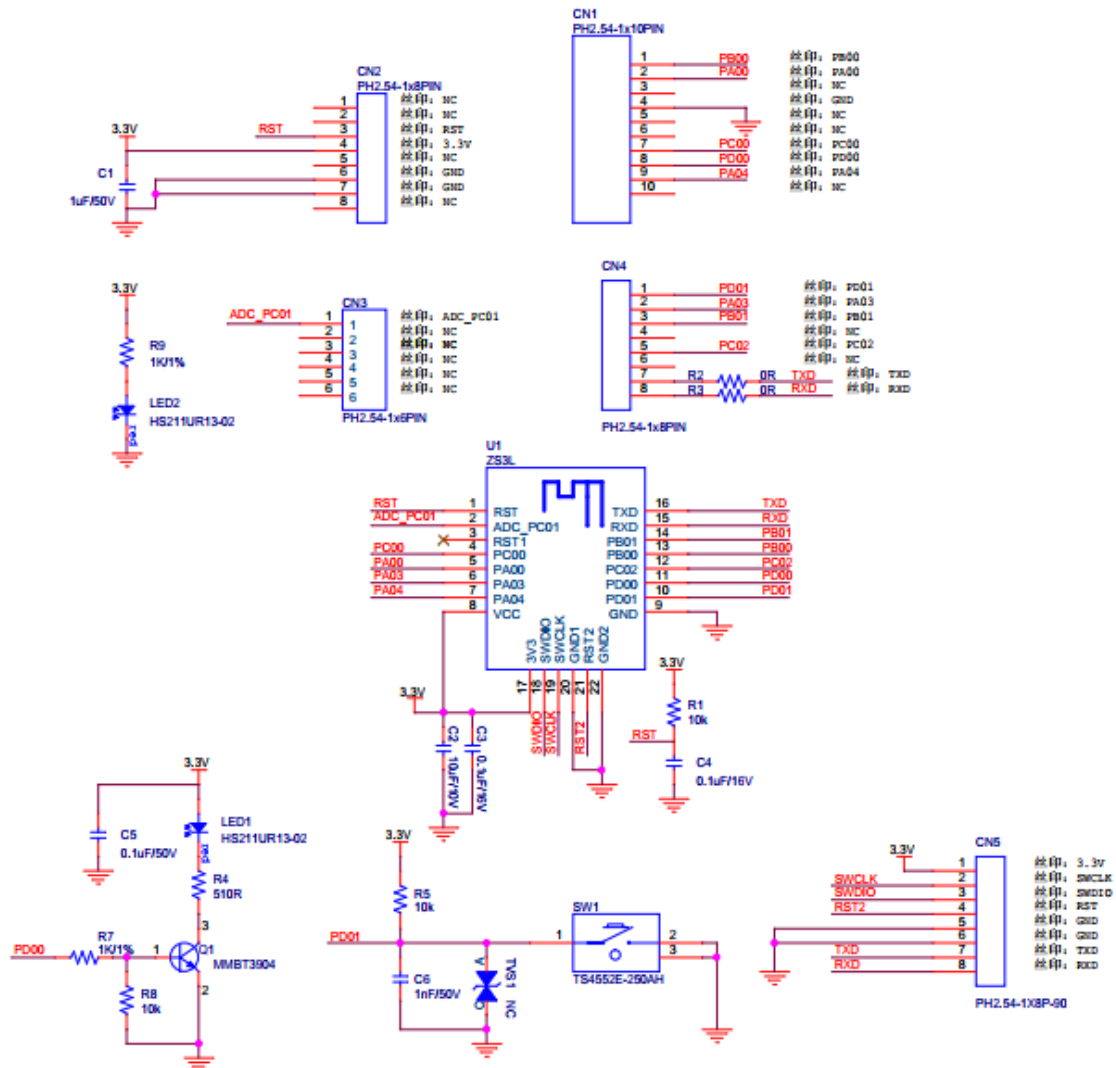 CN2
PH2.54-1x8PIN
1 丝印: NC
2 丝印: NC
RST 3 丝印: RST
3.3V 4 丝印: 3.3V
5 丝印: NC
6 丝印: GND
7 丝印: GND
8 丝印: NC
C1
1uF/50V
CN1
PH2.54-1x10PIN
1 PB00 丝印: PB00
2 PA00 丝印: PA00
3 丝印: NC
4 丝印: GND
5 丝印: NC
6 丝印: NC
7 PC00 丝印: PC00
8 PD00 丝印: PD00
9 PA04 丝印: PA04
10 丝印: NC
3.3V
R9
1K/1%
LED2
HS211UR13-02
red
CN3
ADC_PC01 1 1 丝印: ADC_PC01
2 2 丝印: NC
3 3 丝印: NC
4 4 丝印: NC
5 5 丝印: NC
6 6 丝印: NC
PH2.54-1x6PIN
CN4
1 PD01 丝印: PD01
2 PA03 丝印: PA03
3 PB01 丝印: PB01
4 丝印: NC
5 PC02 丝印: PC02
6 丝印: NC
7 R2 0R TXD 丝印: TXD
8 R3 0R RXD 丝印: RXD
PH2.54-1x8PIN
U1
ZS3L
RST 1 RST TXD 16 TXD
ADC_PC01 2 ADC_PC01 RXD 15 RXD
3 RST1 PB01 14 PB01
PC00 4 PC00 PB00 13 PB00
PA00 5 PA00 PC02 12 PC02
PA03 6 PA03 PD00 11 PD00
PA04 7 PA04 PD01 10 PD01
8 VCC GND 9
3V3 SWDIO SWCLK GND1 RST2 GND2
17 18 19 20 21 22
SWDIO SWCLK RST2
3.3V
C2
10uF/10V
C3
0.1uF/16V
3.3V
R1
10k
RST
C4
0.1uF/16V
3.3V
C5
0.1uF/50V
LED1
HS211UR13-02
red
R4
510R
3
PD00 R7
1K/1%
1 Q1
MMBT3904
2
R8
10k
3.3V
R5
10k
PD01
C6
1nF/50V
TVS1 NC
SW1
1 2
3
TS4552E-250AH
CN5
3.3V 1 丝印: 3.3V
SWCLK 2 丝印: SWCLK
SWDIO 3 丝印: SWDIO
RST2 4 丝印: RST
5 丝印: GND
6 丝印: GND
TXD 7 丝印: TXD
RXD 8 丝印: RXD
PH2.54-1X8P-90